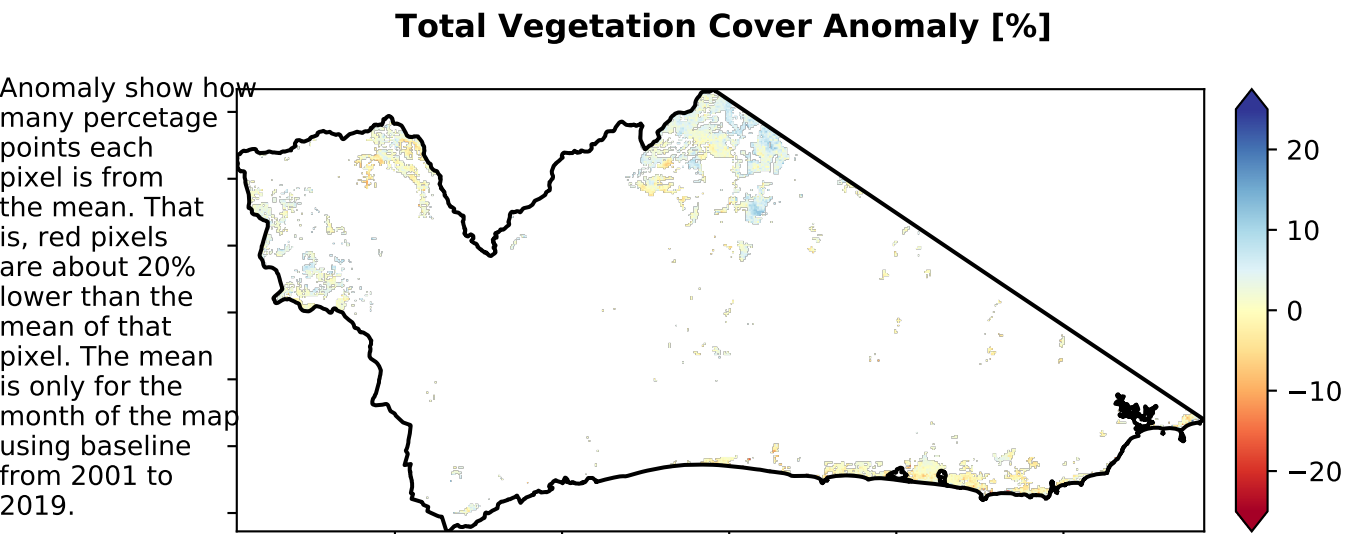 Total Vegetation Cover Anomaly [%]
Anomaly show how
many percetage
points each
pixel is from
the mean. That
is, red pixels
are about 20%
lower than the
mean of that
pixel. The mean
is only for the
month of the map
using baseline
from 2001 to
2019.
20
10
0
−10
−20